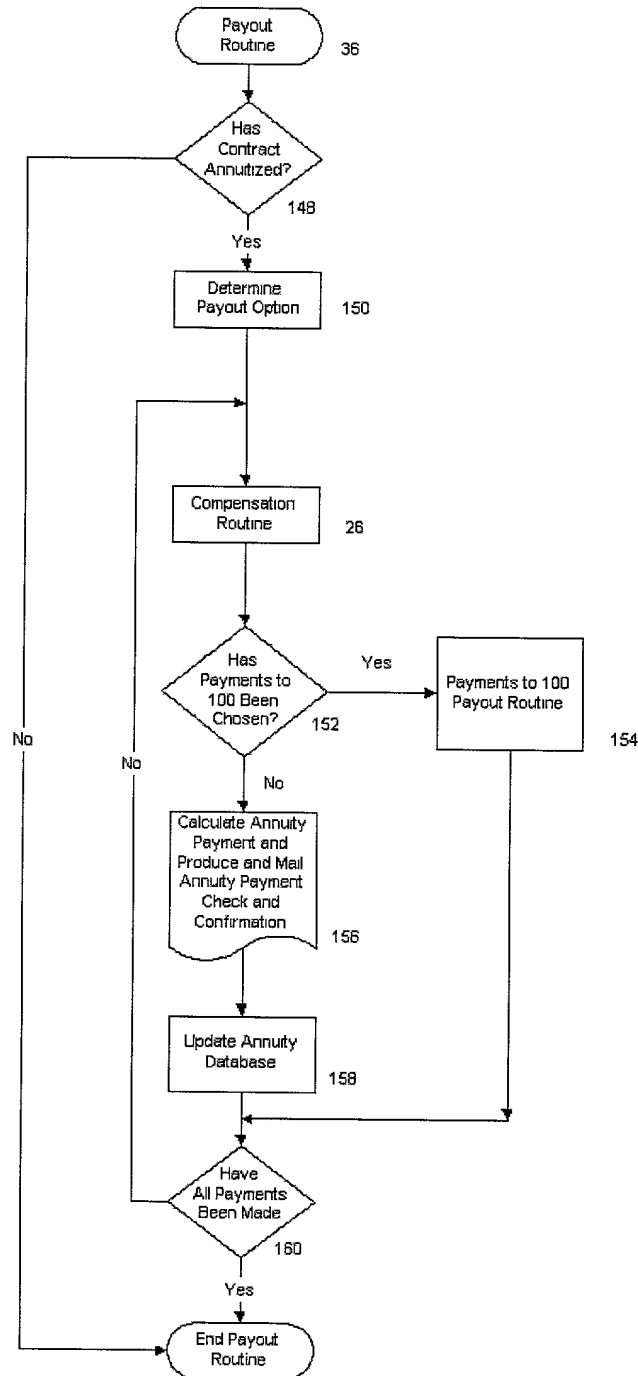 Payout
Routine
36
Has
Contract
Annuitized?
148
Yes
Determine
Payout Option
150
Compensation
Routine
26
Has
Payments to
100 Been
Chosen?
152
Yes
Payments to 100
Payout Routine
154
No
No
No
Calculate Annuity
Payment and
Produce and Mail
Annuity Payment
Check and
Confirmation
156
Update Annuity
Database
158
Have
All Payments
Been Made
160
Yes
End Payout
Routine